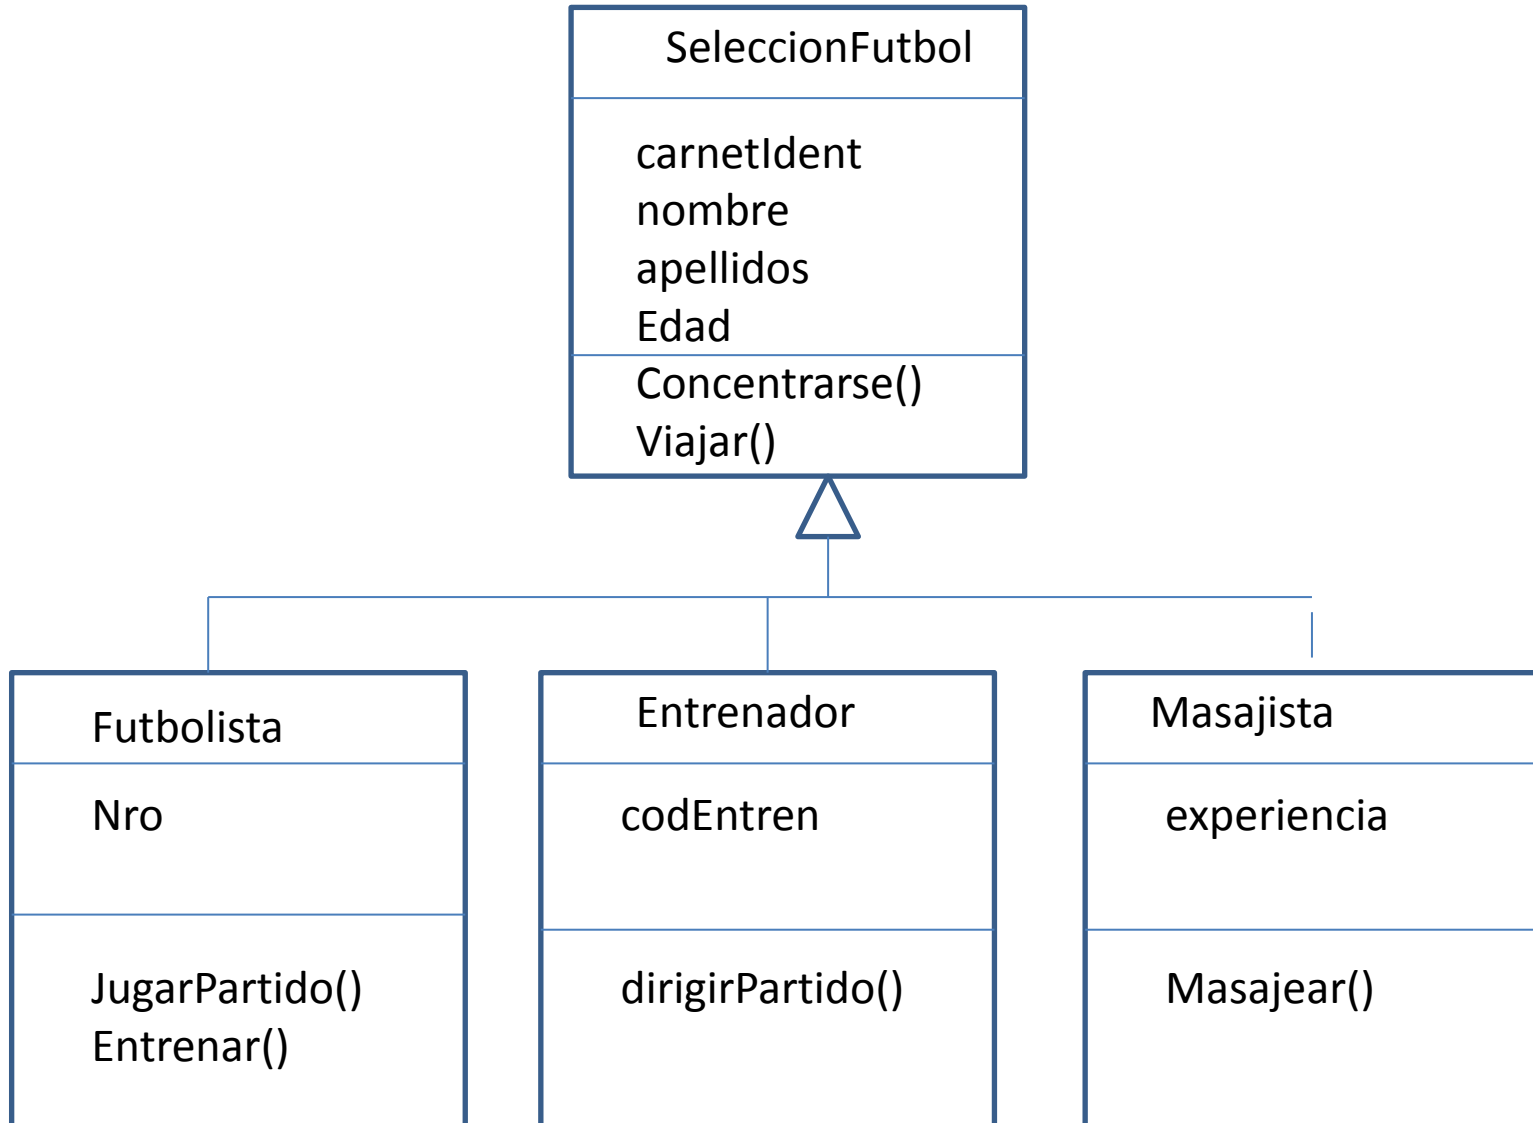 SeleccionFutbol
carnetIdent
nombre
apellidos
Edad
Concentrarse()
Viajar()
Futbolista
Nro
JugarPartido()
Entrenar()
Entrenador
codEntren
dirigirPartido()
Masajista
experiencia
Masajear()